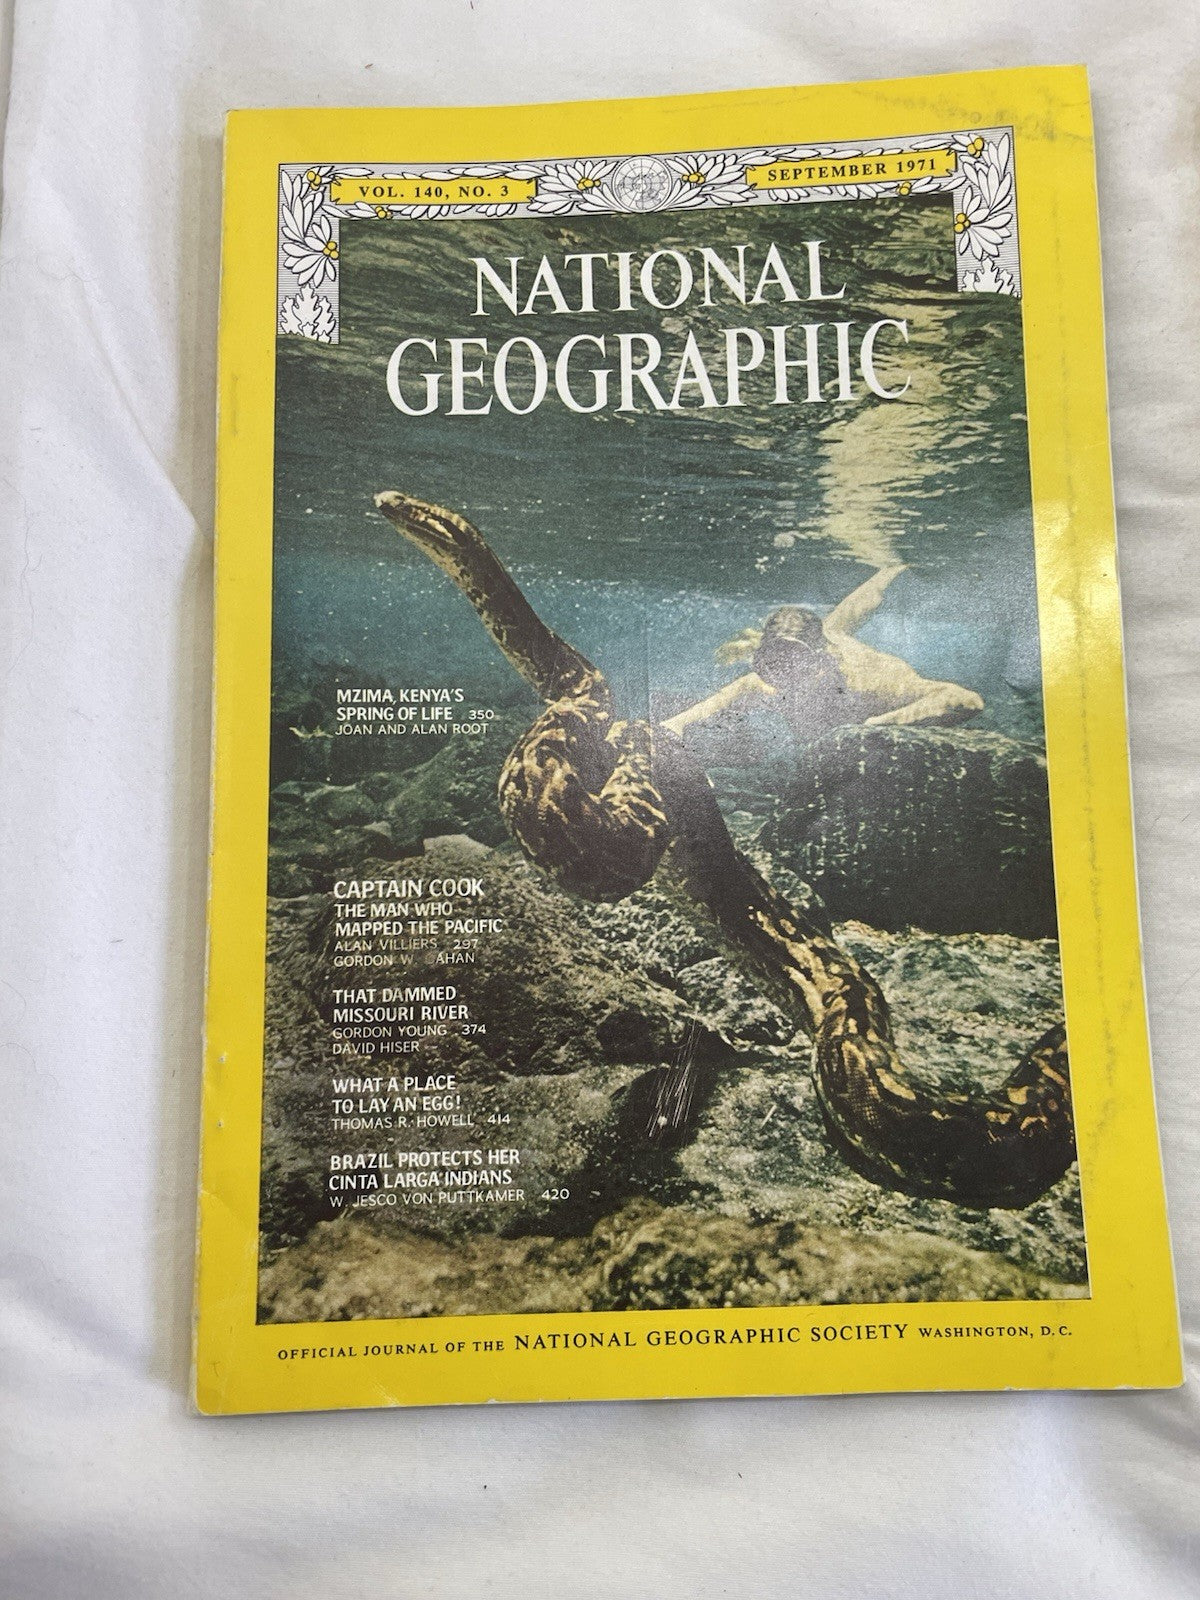 VOL. 140, NO. 3
SEPTEMBER 1971
NATIONAL
GEOGRAPHIC
MZIMA, KENYA'S
SPRING OF LIFE 350
JOAN AND ALAN ROOT
CAPTAIN COOK
THE MAN WHO
MAPPED THE PACIFIC
ALAN VILLIERS 297
GORDON W. AHAN
THAT DAMMED
MISSOURI RIVER
GORDON YOUNG 374
DAVID HISER
WHAT A PLACE
TO LAY AN EGG!
THOMAS R. HOWELL 414
BRAZIL PROTECTS HER
CINTA LARGA INDIANS
W. JESCO VON PUTTKAMER 420
OFFICIAL JOURNAL OF THE NATIONAL GEOGRAPHIC SOCIETY WASHINGTON, D.C.